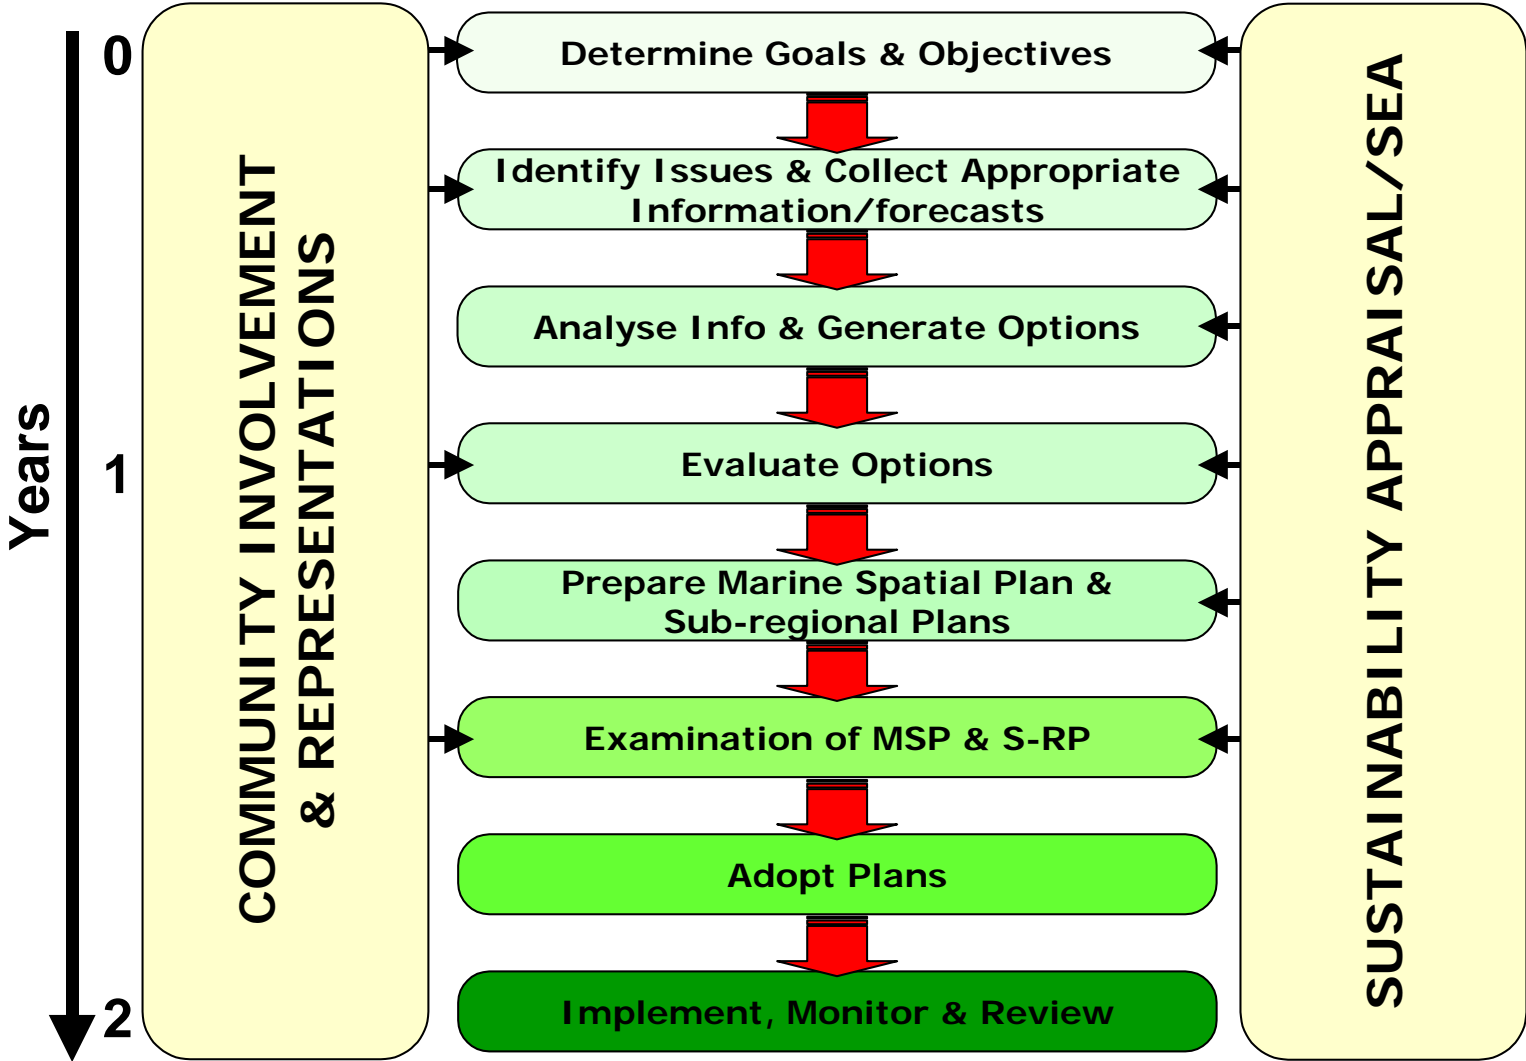 Years
0
1
2
COMMUNITY INVOLVEMENT
& REPRESENTATIONS
Determine Goals & Objectives
Identify Issues & Collect Appropriate
Information/forecasts
Analyse Info & Generate Options
Evaluate Options
Prepare Marine Spatial Plan &
Sub-regional Plans
Examination of MSP & S-RP
Adopt Plans
Implement, Monitor & Review
SUSTAINABILITY APPRAISAL/SEA